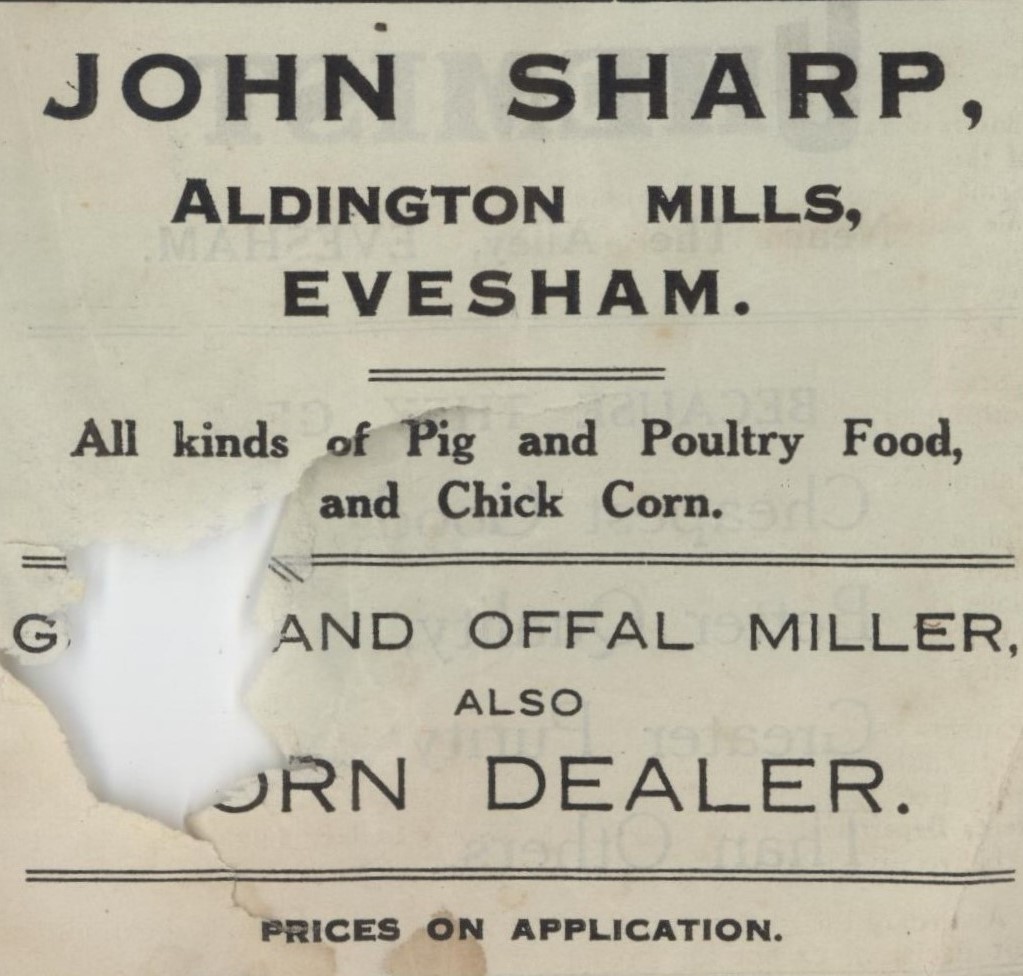 JOHN SHARP,
ALDINGTON MILLS,
EVESHAM.
All kinds of Pig and Poultry Food,
and Chick Corn.
AND OFFAL MILLER,
ALSO
ORN DEALER.
PRICES ON APPLICATION.